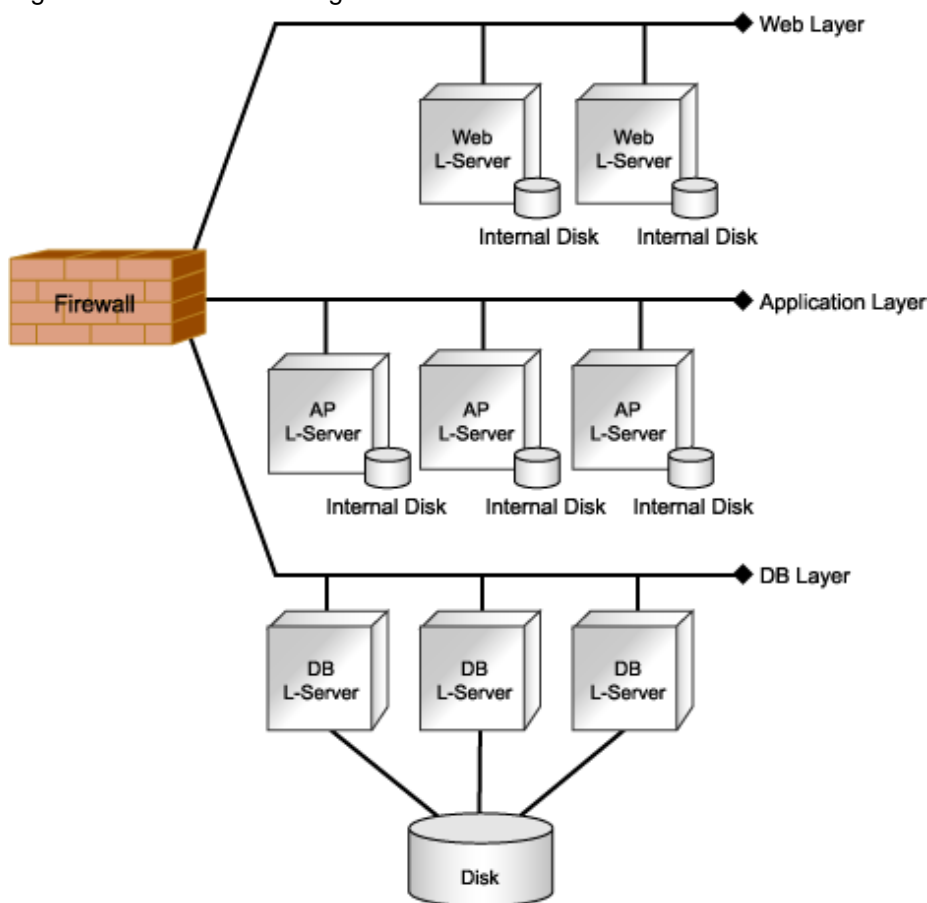 Web Layer
Web Web
L-Server L-Server
Internal Disk Internal Disk
Firewall
Application Layer
AP AP AP
L-Server L-Server L-Server
Internal Disk Internal Disk Internal Disk
DB Layer
DB DB DB
L-Server L-Server L-Server
Disk